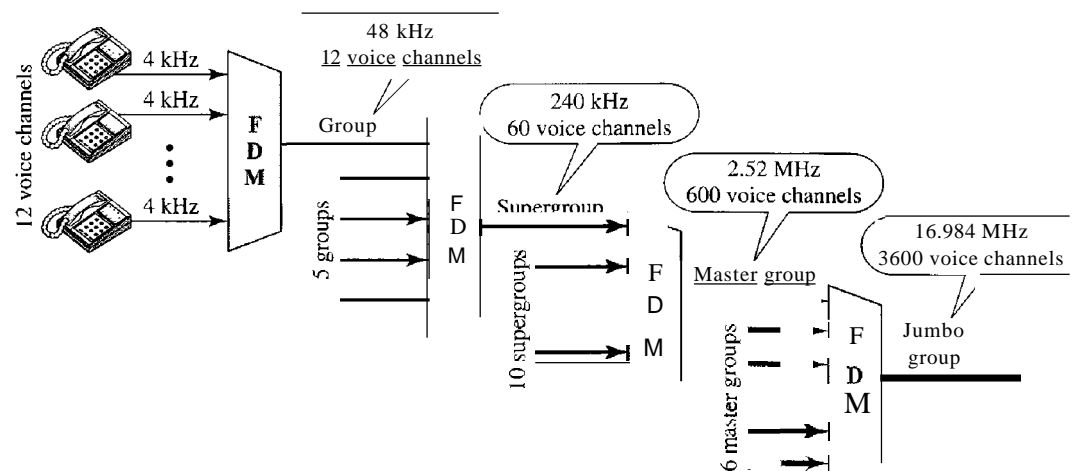 48 kHz
12 voice channels
12 voice channels
4 kHz
4 kHz
4 kHz
F
D
M
Group
5 groups
F
D
M
240 kHz
60 voice channels
Supergroup
10 supergroups
F
D
M
2.52 MHz
600 voice channels
Master group
6 master groups
F
D
M
16.984 MHz
3600 voice channels
Jumbo
group